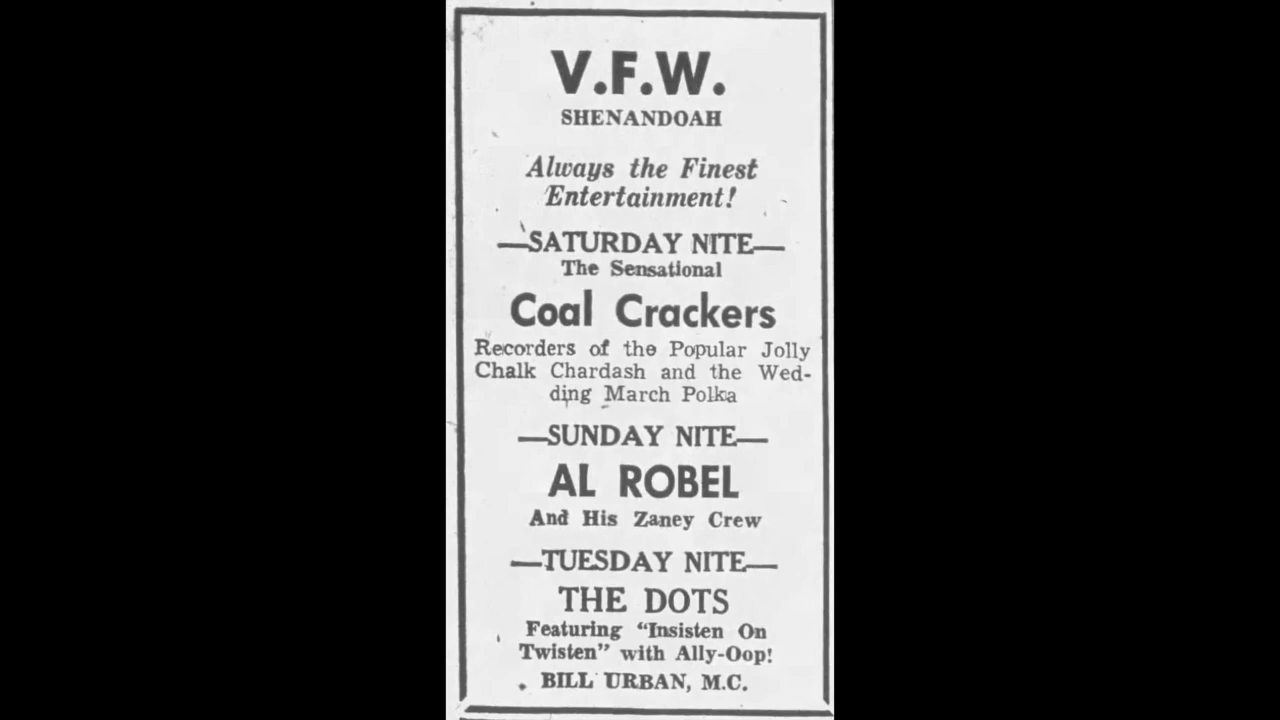 V.F.W.
SHENANDOAH
Always the Finest
Entertainment!
—SATURDAY NITE—
The Sensational
Coal Crackers
Recorders of the Popular Jolly
Chalk Chardash and the Wed-
ding March Polka
—SUNDAY NITE—
AL ROBEL
And His Zaney Crew
—TUESDAY NITE—
THE DOTS
Featuring "Insisten On
Twisten" with Ally-Oop!
BILL URBAN, M.C.